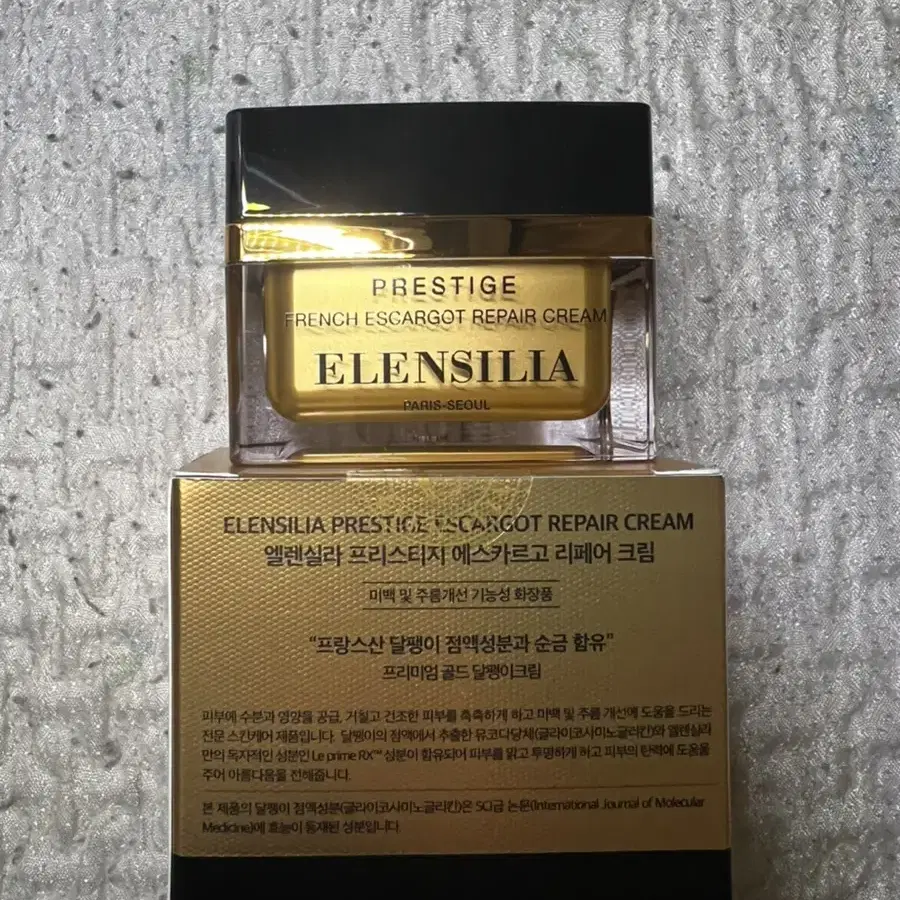 PRESTIGE
FRENCH ESCARGOT REPAIR CREAM
ELENSILIA
PARIS-SEOUL
ELENSILIA PRESTIGE ESCARGOT REPAIR CREAM
엘렌실라 프리스티지 에스카르고 리페어 크림
미백 및 주름개선 기능성 화장품
“프랑스산 달팽이 점액성분과 순금 함유”
프리미엄 골드 달팽이크림
피부에 수분과 영양을 공급, 거칠고 건조한 피부를 촉촉하게 하고 미백 및 주름 개선에 도움을 드리는
전문 스킨케어 제품입니다. 달팽이의 점액에서 추출한 뮤코다당체(글라이코사미노글리칸)와 엘렌실라
만의 독자적인 성분인 Le prime RX™ 성분이 함유되어 피부를 맑고 투명하게 하고 피부의 탄력에 도움을
주어 아름다움을 전해줍니다.
본 제품의 달팽이 점액성분(글라이코사미노글리칸)은 SCI급 논문(International Journal of Molecular
Medicine)에 효능이 등재된 성분입니다.